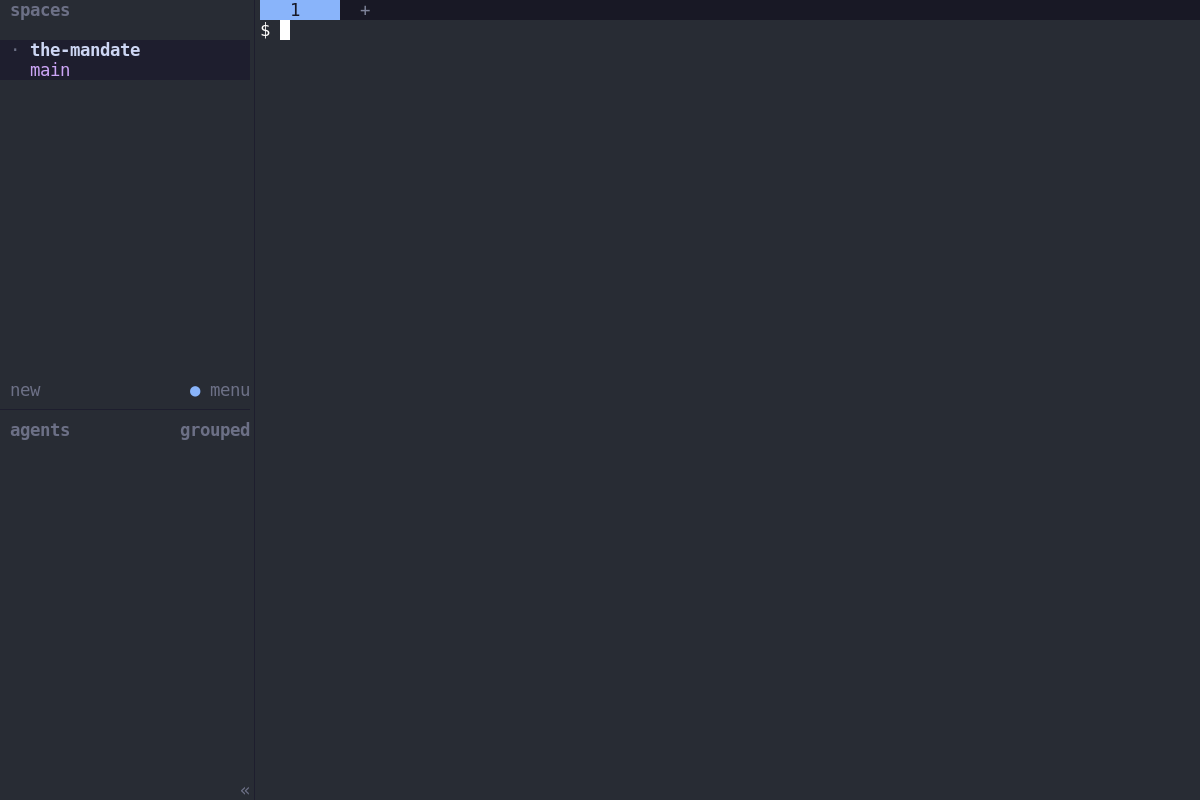 spaces
· the-mandate
main
new ● menu
agents grouped
«
1 +
$